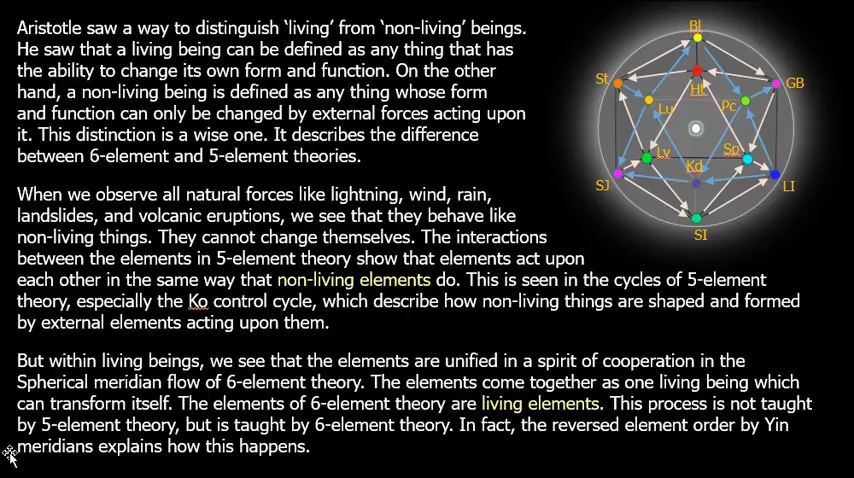 Aristotle saw a way to distinguish ‘living’ from ‘non-living’ beings.
He saw that a living being can be defined as any thing that has
the ability to change its own form and function. On the other
hand, a non-living being is defined as any thing whose form
and function can only be changed by external forces acting upon
it. This distinction is a wise one. It describes the difference
between 6-element and 5-element theories.
When we observe all natural forces like lightning, wind, rain,
landslides, and volcanic eruptions, we see that they behave like
non-living things. They cannot change themselves. The interactions
between the elements in 5-element theory show that elements act upon
each other in the same way that non-living elements do. This is seen in the cycles of 5-element
theory, especially the Ko control cycle, which describe how non-living things are shaped and formed
by external elements acting upon them.
But within living beings, we see that the elements are unified in a spirit of cooperation in the
Spherical meridian flow of 6-element theory. The elements come together as one living being which
can transform itself. The elements of 6-element theory are living elements. This process is not taught
by 5-element theory, but is taught by 6-element theory. In fact, the reversed element order by Yin
meridians explains how this happens.
Bl
St
Ht
GB
Lu
Pc
Lv
Sp
Kd
SJ
LI
SI